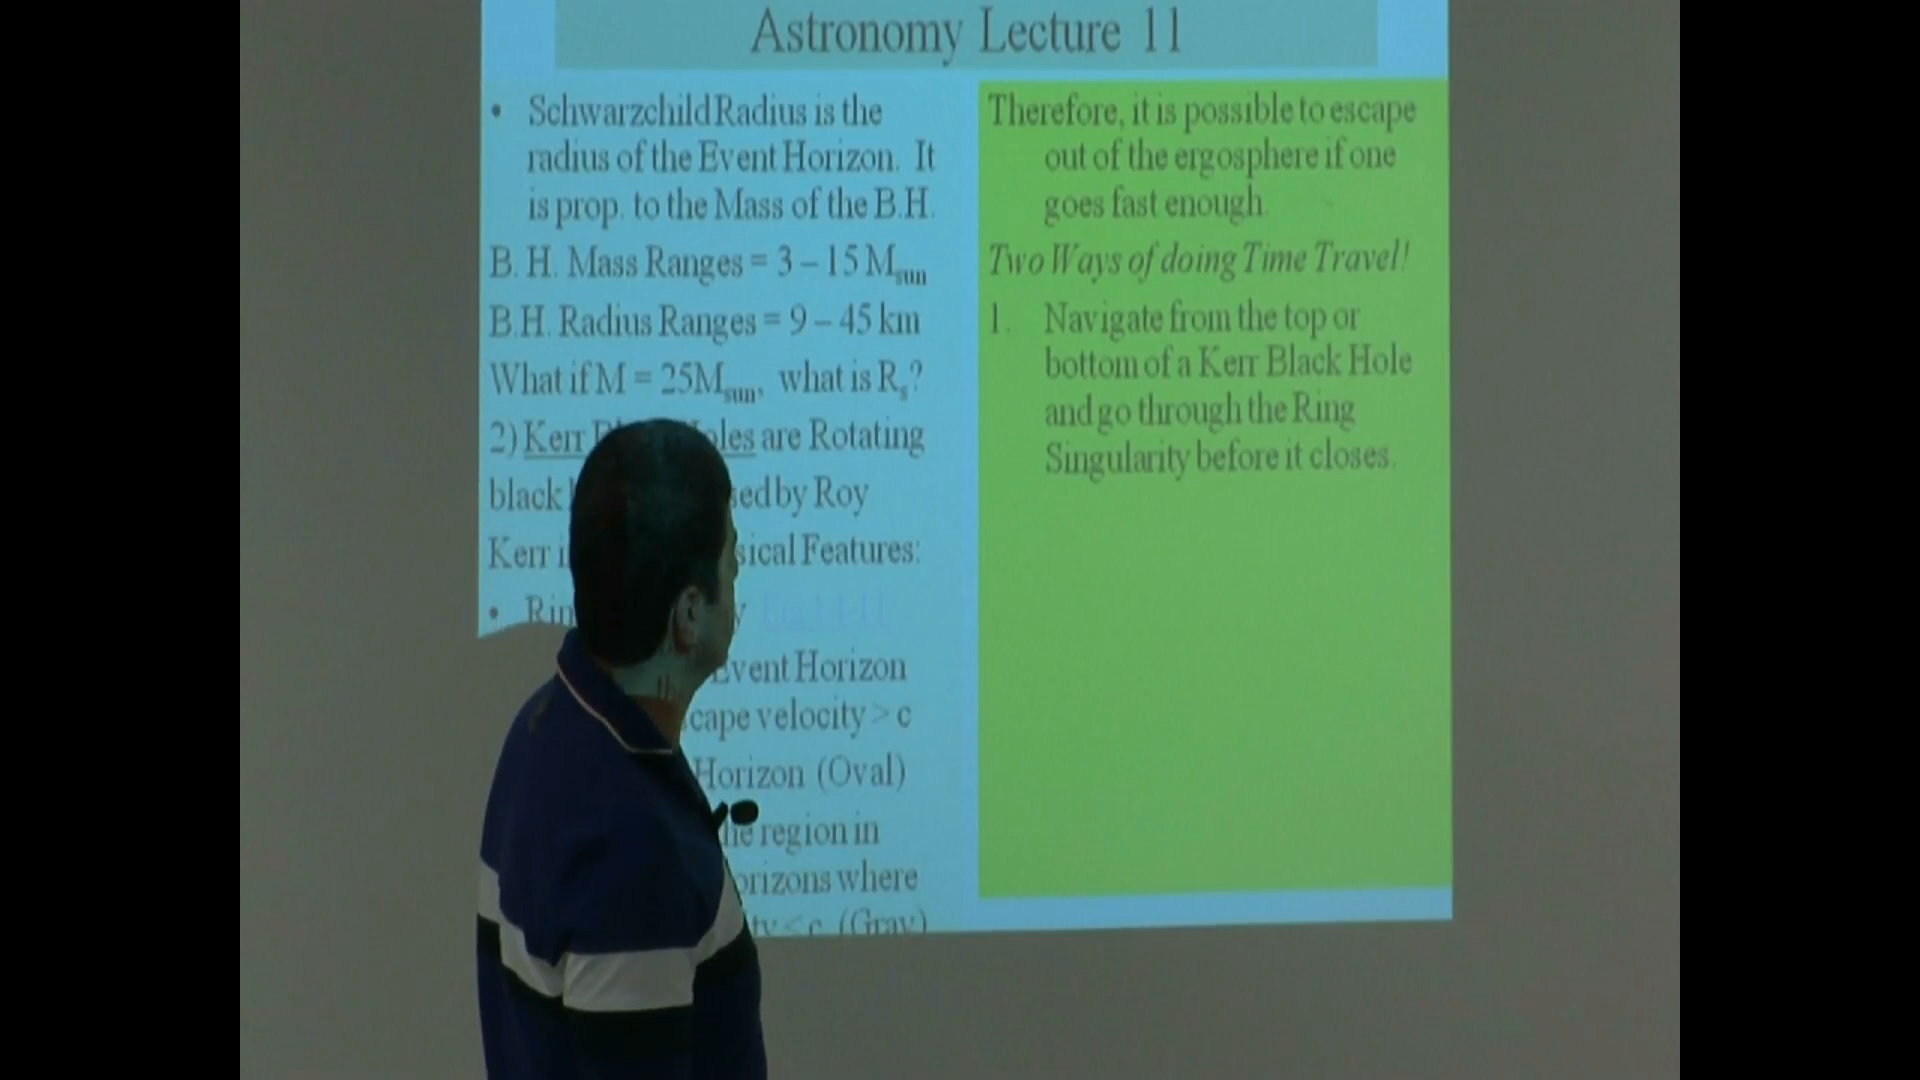 Astronomy Lecture 11
• Schwarzchild Radius is the
radius of the Event Horizon. It
is prop. to the Mass of the B.H.
B. H. Mass Ranges = 3 – 15 Msun
B.H. Radius Ranges = 9 – 45 km
What if M = 25Msun, what is Rs?
2) Kerr Holes are Rotating
black by Roy
Kerr Features:
•
Event Horizon
velocity > c
Horizon (Oval)
region in
where
< c (Gray)
Therefore, it is possible to escape
out of the ergosphere if one
goes fast enough.
Two Ways of doing Time Travel!
1. Navigate from the top or
bottom of a Kerr Black Hole
and go through the Ring
Singularity before it closes.